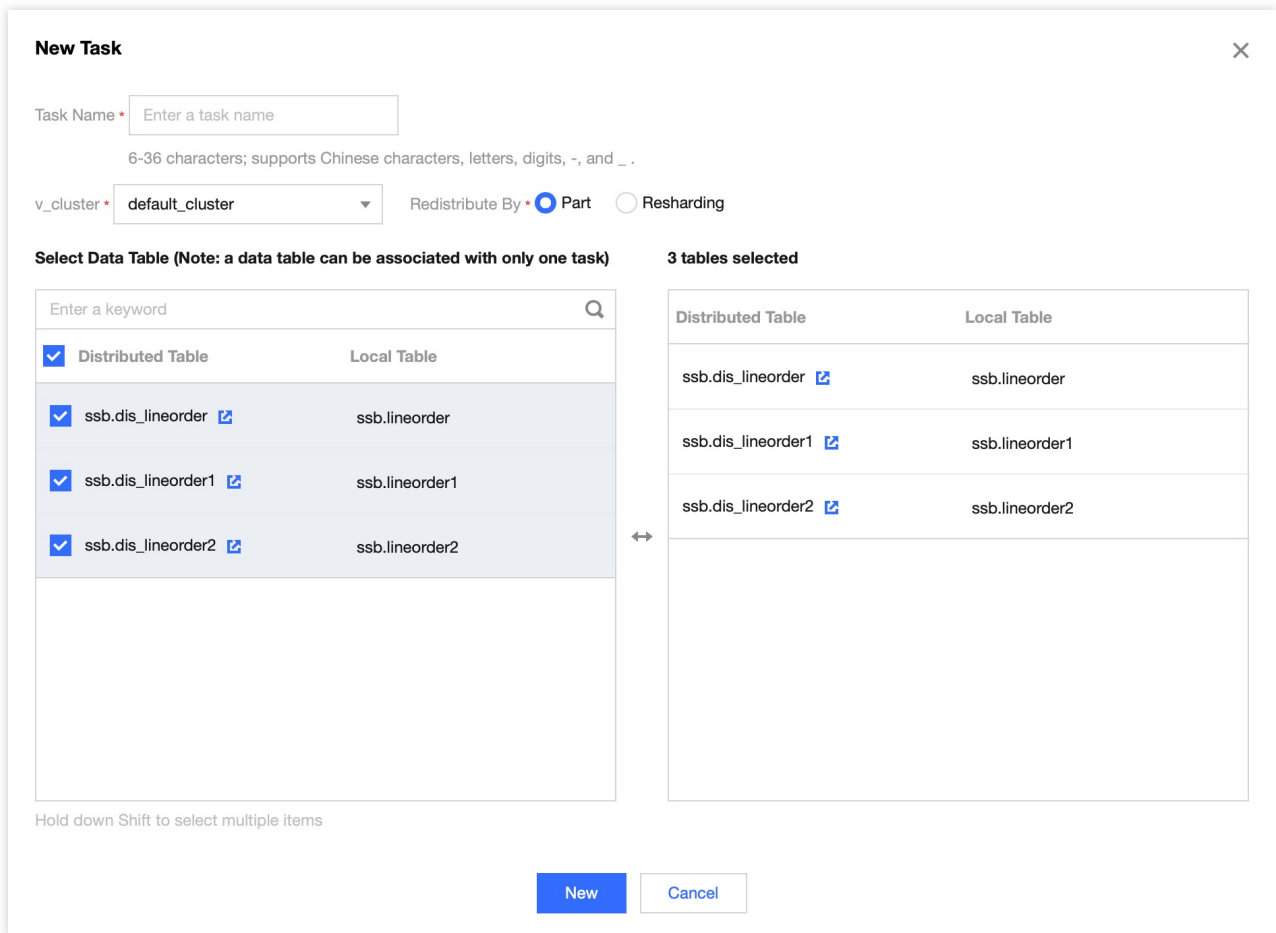 New Task
Task Name * Enter a task name
6-36 characters; supports Chinese characters, letters, digits, -, and _ .
v_cluster * default_cluster Redistribute By * Part Resharding
Select Data Table (Note: a data table can be associated with only one task) 3 tables selected
Enter a keyword
Distributed Table Local Table
Distributed Table Local Table
ssb.dis_lineorder ssb.lineorder
ssb.dis_lineorder ssb.lineorder
ssb.dis_lineorder1 ssb.lineorder1
ssb.dis_lineorder1 ssb.lineorder1
ssb.dis_lineorder2 ssb.lineorder2
ssb.dis_lineorder2 ssb.lineorder2
Hold down Shift to select multiple items
New Cancel